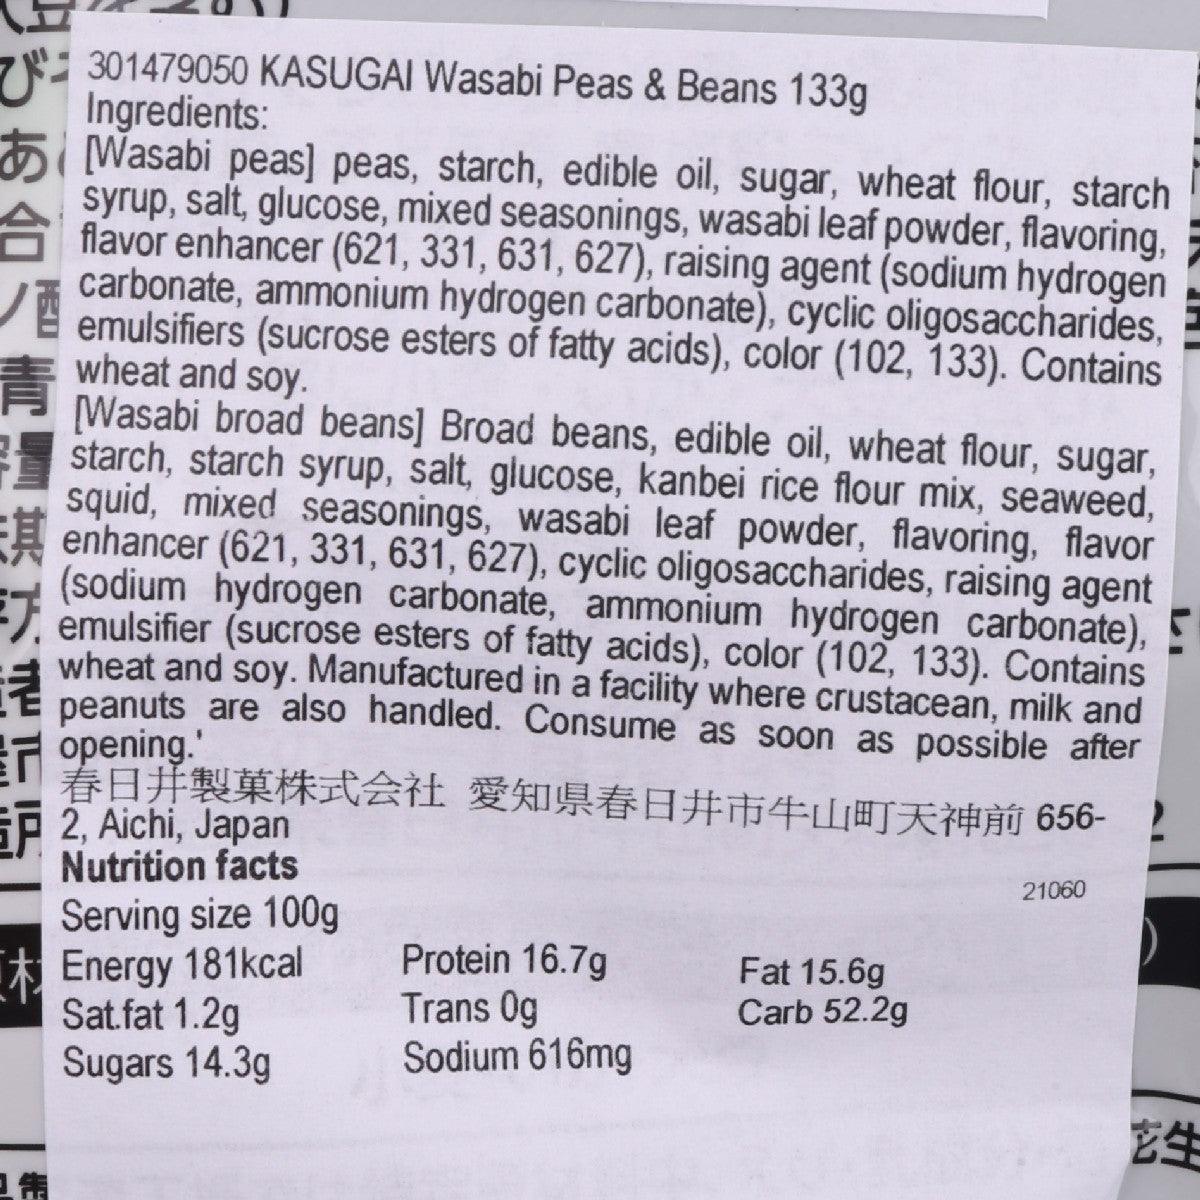 301479050 KASUGAI Wasabi Peas & Beans 133g
Ingredients:
[Wasabi peas] peas, starch, edible oil, sugar, wheat flour, starch
syrup, salt, glucose, mixed seasonings, wasabi leaf powder, flavoring,
flavor enhancer (621, 331, 631, 627), raising agent (sodium hydrogen
carbonate, ammonium hydrogen carbonate), cyclic oligosaccharides,
emulsifiers (sucrose esters of fatty acids), color (102, 133). Contains
wheat and soy.
[Wasabi broad beans] Broad beans, edible oil, wheat flour, sugar,
starch, starch syrup, salt, glucose, kanbei rice flour mix, seaweed,
squid, mixed seasonings, wasabi leaf powder, flavoring, flavor
enhancer (621, 331, 631, 627), cyclic oligosaccharides, raising agent
(sodium hydrogen carbonate, ammonium hydrogen carbonate),
emulsifier (sucrose esters of fatty acids), color (102, 133). Contains
wheat and soy. Manufactured in a facility where crustacean, milk and
peanuts are also handled. Consume as soon as possible after
opening.'
春日井製菓株式会社 愛知県春日井市牛山町天神前 656-
2, Aichi, Japan
Nutrition facts
21060
Serving size 100g
Energy 181kcal Protein 16.7g Fat 15.6g
Sat.fat 1.2g Trans 0g Carb 52.2g
Sugars 14.3g Sodium 616mg